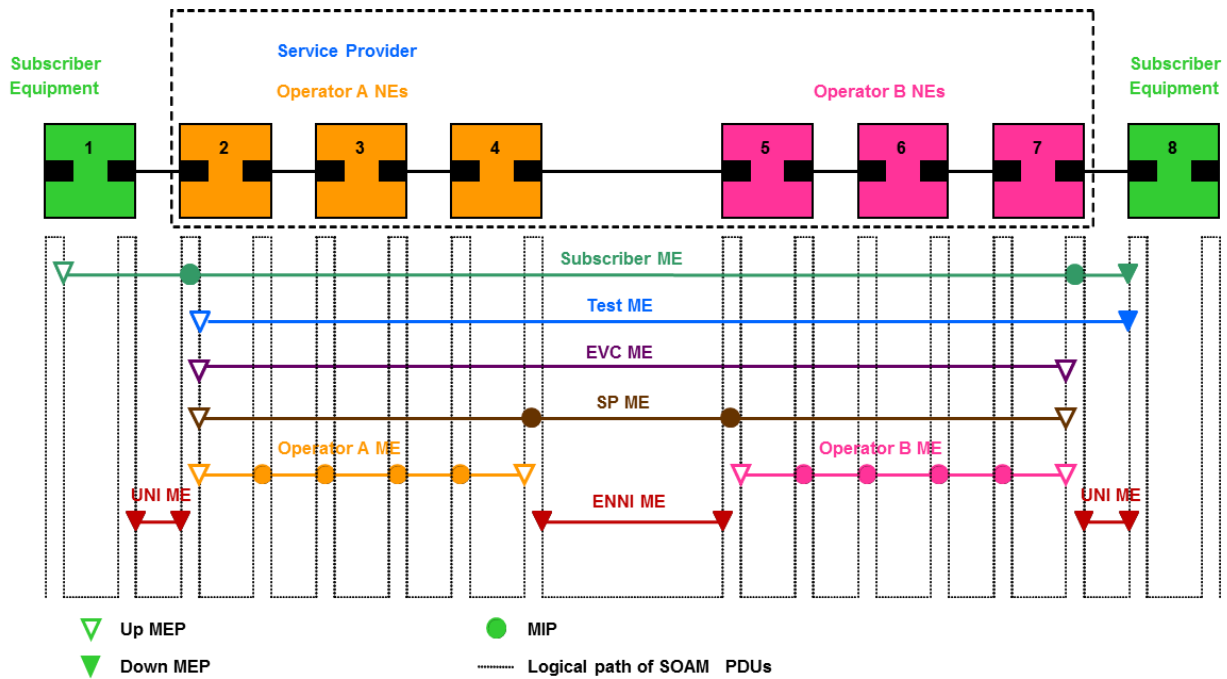 Service Provider
Subscriber
Equipment
Operator A NEs
Operator B NEs
Subscriber
Equipment
1
2
3
4
5
6
7
8
Subscriber ME
Test ME
EVC ME
SP ME
Operator A ME
Operator B ME
UNI ME
ENNI ME
UNI ME
Up MEP
MIP
Down MEP
Logical path of SOAM PDUs